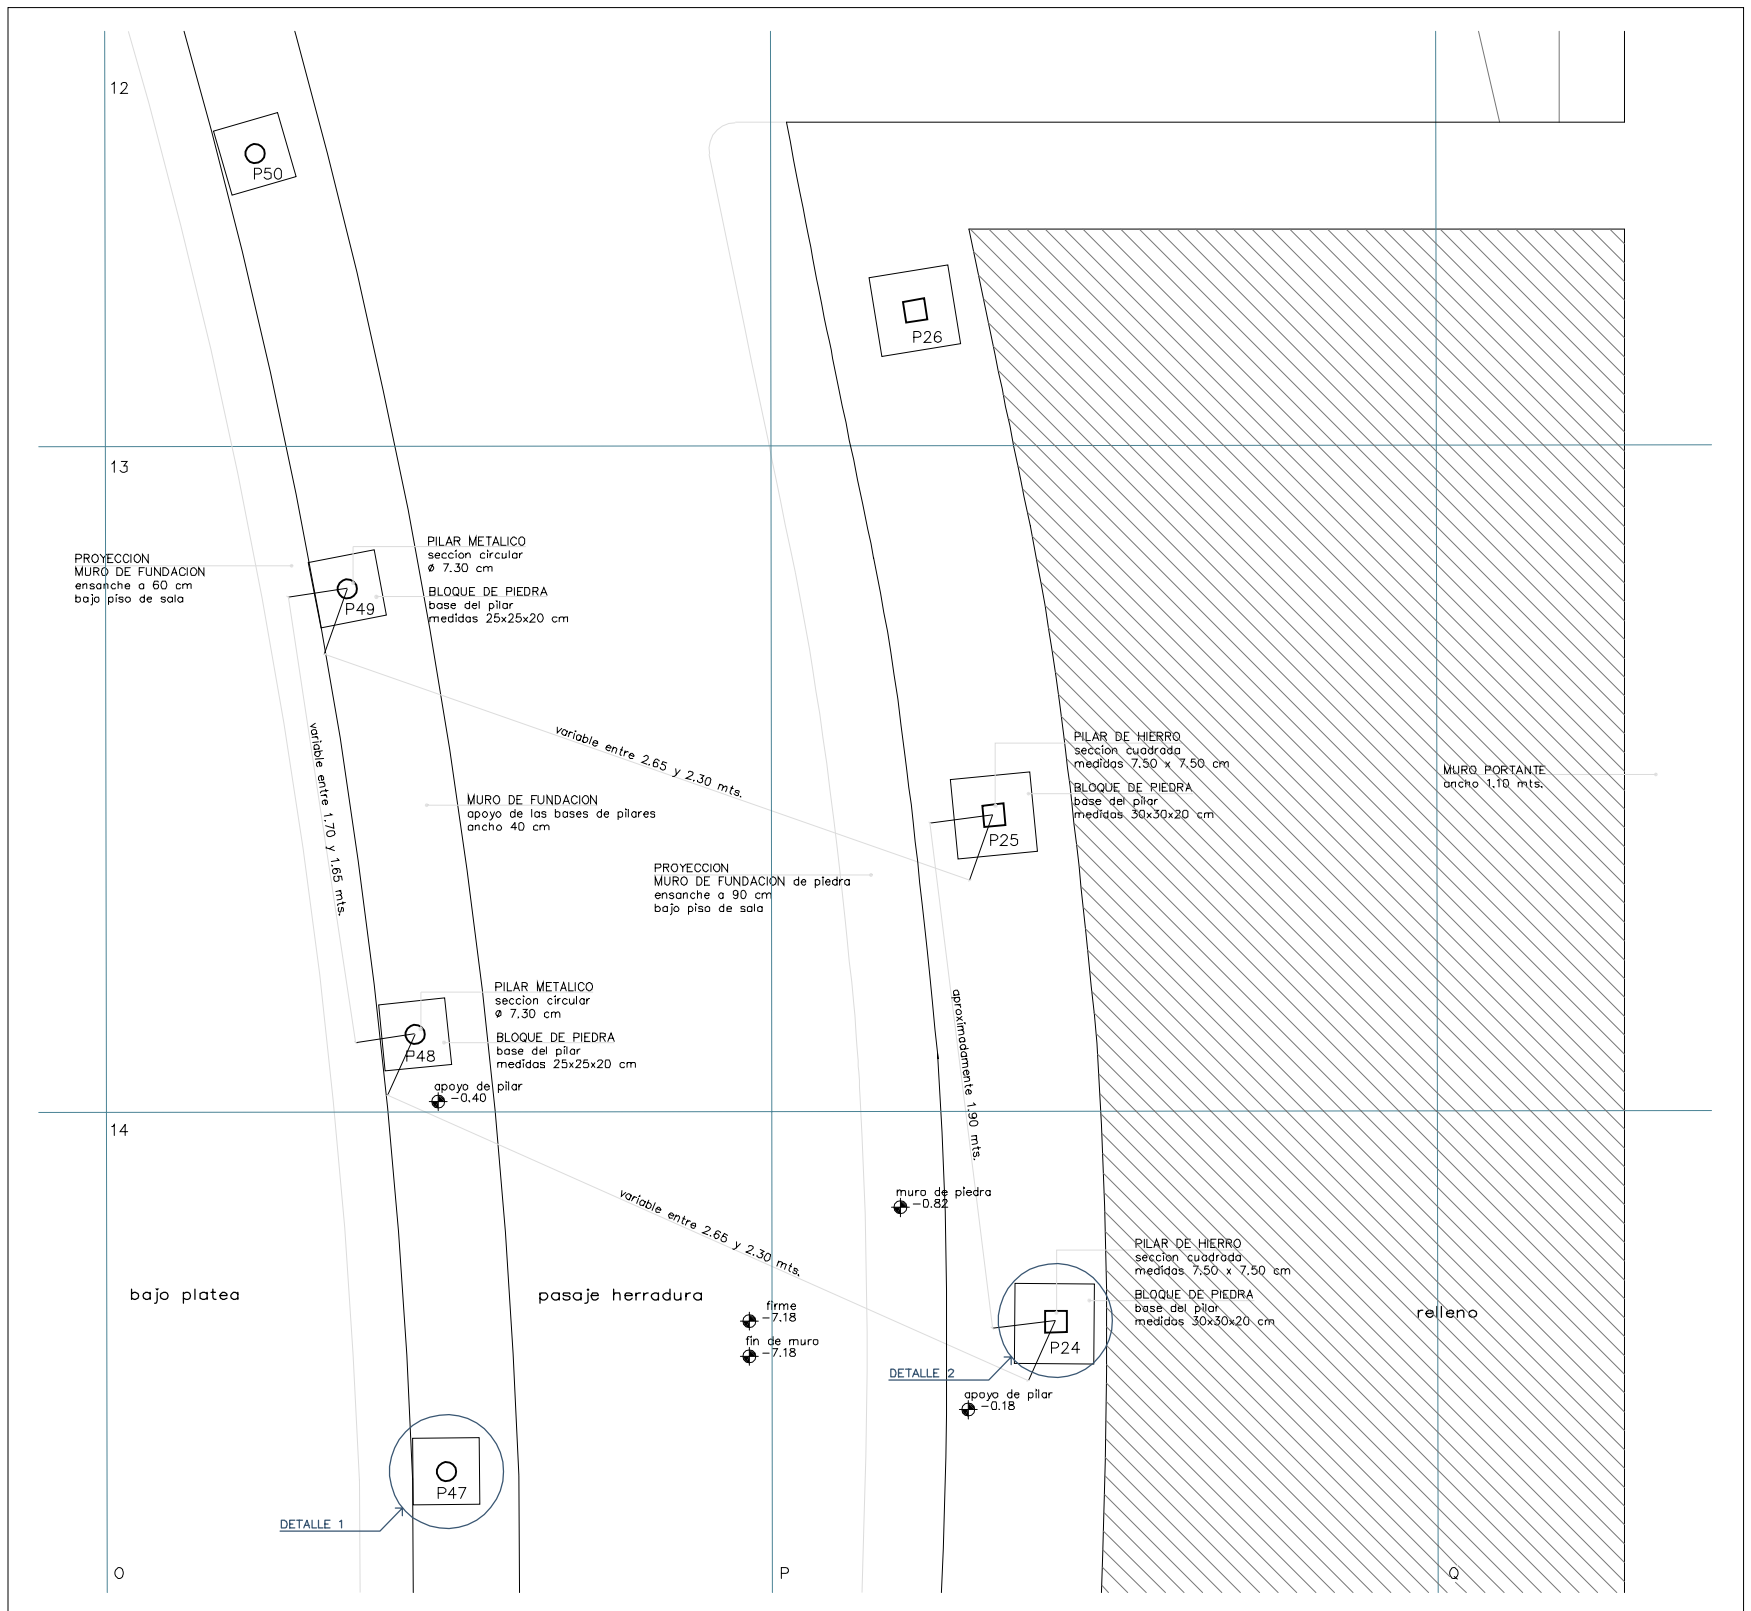 12
P50
P26
13
PILAR METALICO
seccion circular
ø 7.30 cm
PROYECCION
MURO DE FUNDACION
ensanche a 60 cm
bajo piso de sala
BLOQUE DE PIEDRA
base del pilar
medidas 25x25x20 cm
P49
variable entre 1.70 y 1.65 mts.
variable entre 2.65 y 2.30 mts.
PILAR DE HIERRO
seccion cuadrada
medidas 7.50 x 7.50 cm
MURO PORTANTE
ancho 1.10 mts.
BLOQUE DE PIEDRA
base del pilar
medidas 30x30x20 cm
MURO DE FUNDACION
apoyo de las bases de pilares
ancho 40 cm
P25
PROYECCION
MURO DE FUNDACION de piedra
ensanche a 90 cm
bajo piso de sala
PILAR METALICO
seccion circular
ø 7.30 cm
aproximadamente 1.90 mts.
BLOQUE DE PIEDRA
base del pilar
medidas 25x25x20 cm
P48
apoyo de pilar
-0.40
14
variable entre 2.65 y 2.30 mts.
muro de piedra
-0.82
PILAR DE HIERRO
seccion cuadrada
medidas 7.50 x 7.50 cm
BLOQUE DE PIEDRA
base del pilar
medidas 30x30x20 cm
bajo platea
pasaje herradura
firme
-7.18
relleno
fin de muro
-7.18
P24
DETALLE 2
apoyo de pilar
-0.18
P47
DETALLE 1
O
P
Q